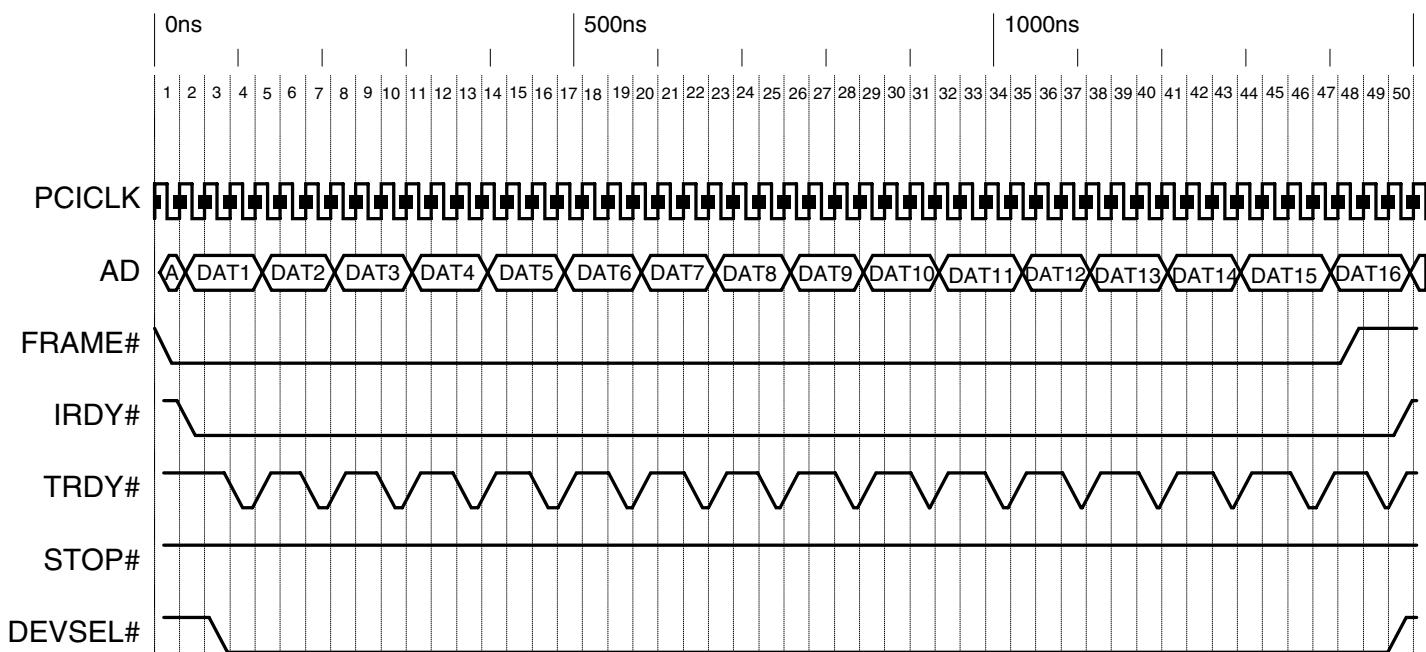 0ns 500ns 1000ns
1 2 3 4 5 6 7 8 9 10 11 12 13 14 15 16 17 18 19 20 21 22 23 24 25 26 27 28 29 30 31 32 33 34 35 36 37 38 39 40 41 42 43 44 45 46 47 48 49 50
PCICLK
AD A DAT1 DAT2 DAT3 DAT4 DAT5 DAT6 DAT7 DAT8 DAT9 DAT10 DAT11 DAT12 DAT13 DAT14 DAT15 DAT16
FRAME#
IRDY#
TRDY#
STOP#
DEVSEL#